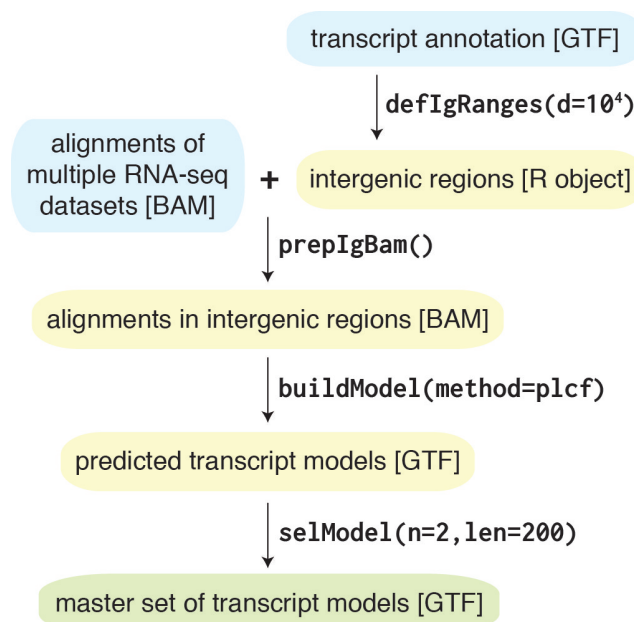 transcript annotation [GTF]
defIgRanges(d=10⁴)
alignments of
multiple RNA-seq
datasets [BAM]
+
intergenic regions [R object]
prepIgBam()
alignments in intergenic regions [BAM]
buildModel(method=plcf)
predicted transcript models [GTF]
selModel(n=2,len=200)
master set of transcript models [GTF]